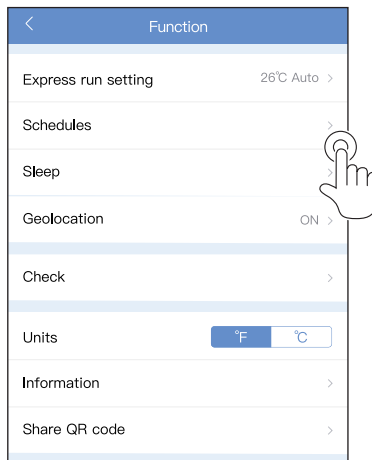 Function
Express run setting 26℃ Auto
Schedules
Sleep
Geolocation ON
Check
Units °F ℃
Information
Share QR code